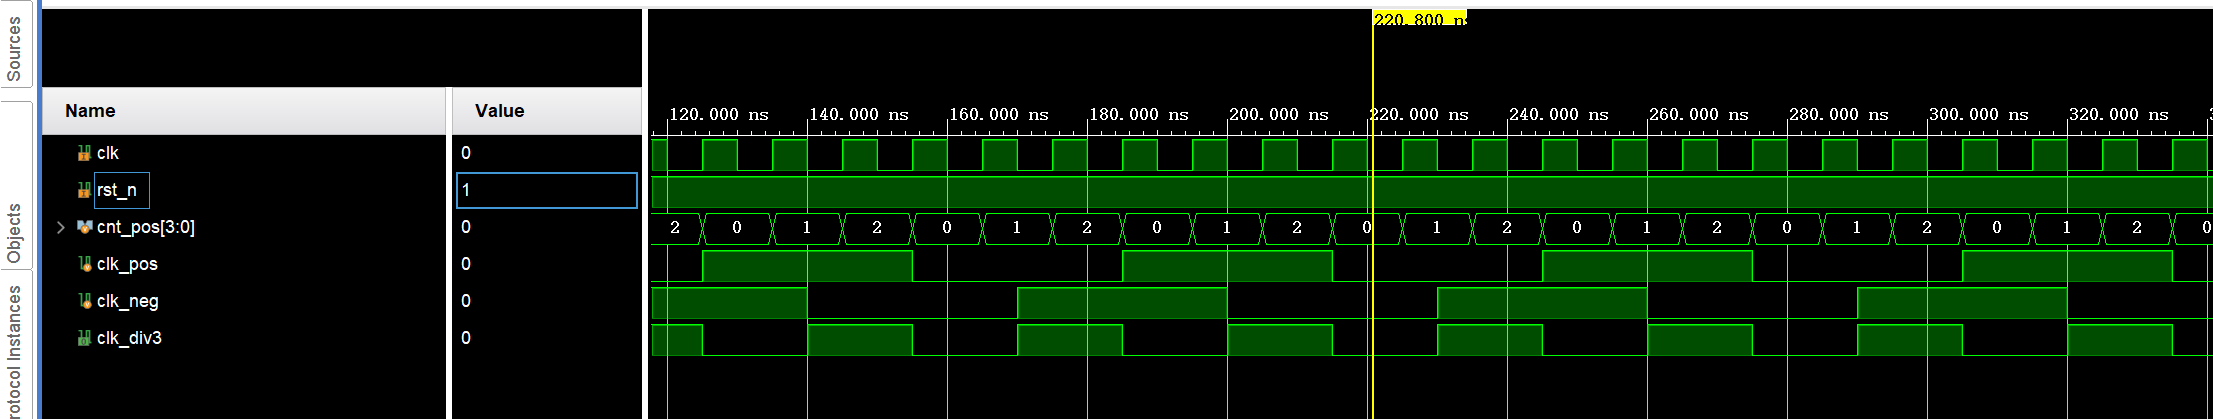 Sources
Objects
rotocol Instances
220.800 ns
Name Value
120.000 ns 140.000 ns 160.000 ns 180.000 ns 200.000 ns 220.000 ns 240.000 ns 260.000 ns 280.000 ns 300.000 ns 320.000 ns
clk 0
rst_n 1
cnt_pos[3:0] 0 2 0 1 2 0 1 2 0 1 2 0 1 2 0 1 2 0 1 2 0 1 2 0
clk_pos 0
clk_neg 0
clk_div3 0